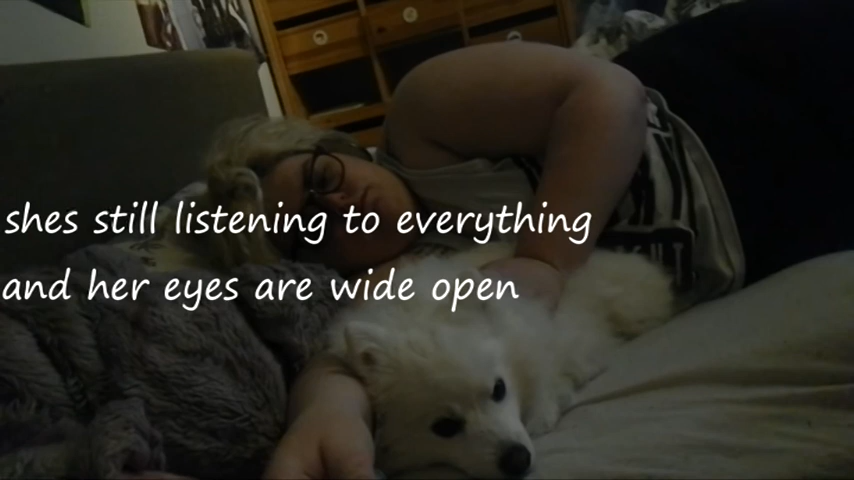 shes still listening to everything
and her eyes are wide open